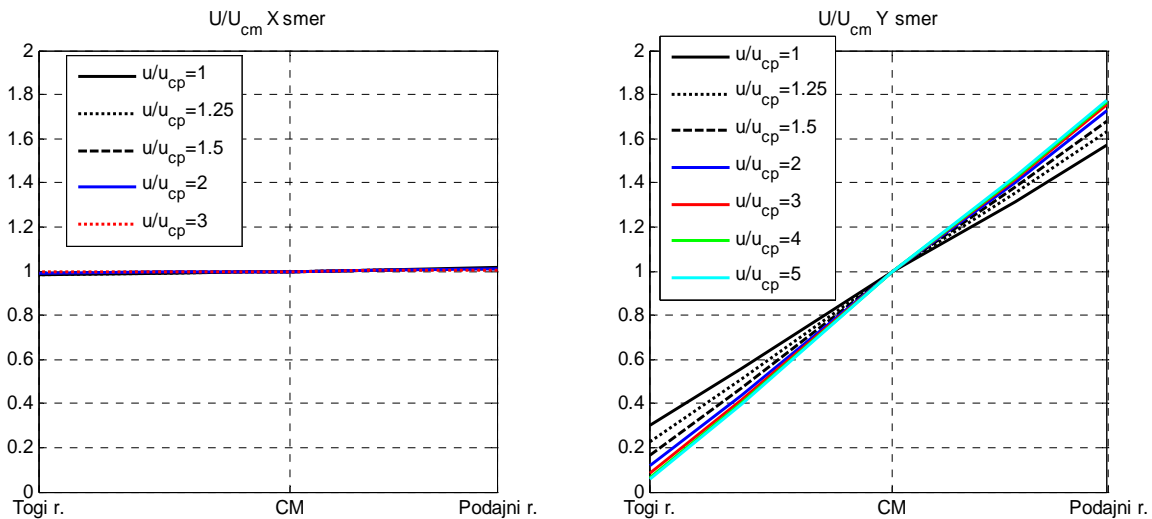 U/U_cm X smer
2
1.8
1.6
1.4
1.2
1
0.8
0.6
0.4
0.2
0
u/u_cp=1
u/u_cp=1.25
u/u_cp=1.5
u/u_cp=2
u/u_cp=3
Togi r.
CM
Podajni r.
U/U_cm Y smer
2
1.8
1.6
1.4
1.2
1
0.8
0.6
0.4
0.2
0
u/u_cp=1
u/u_cp=1.25
u/u_cp=1.5
u/u_cp=2
u/u_cp=3
u/u_cp=4
u/u_cp=5
Togi r.
CM
Podajni r.